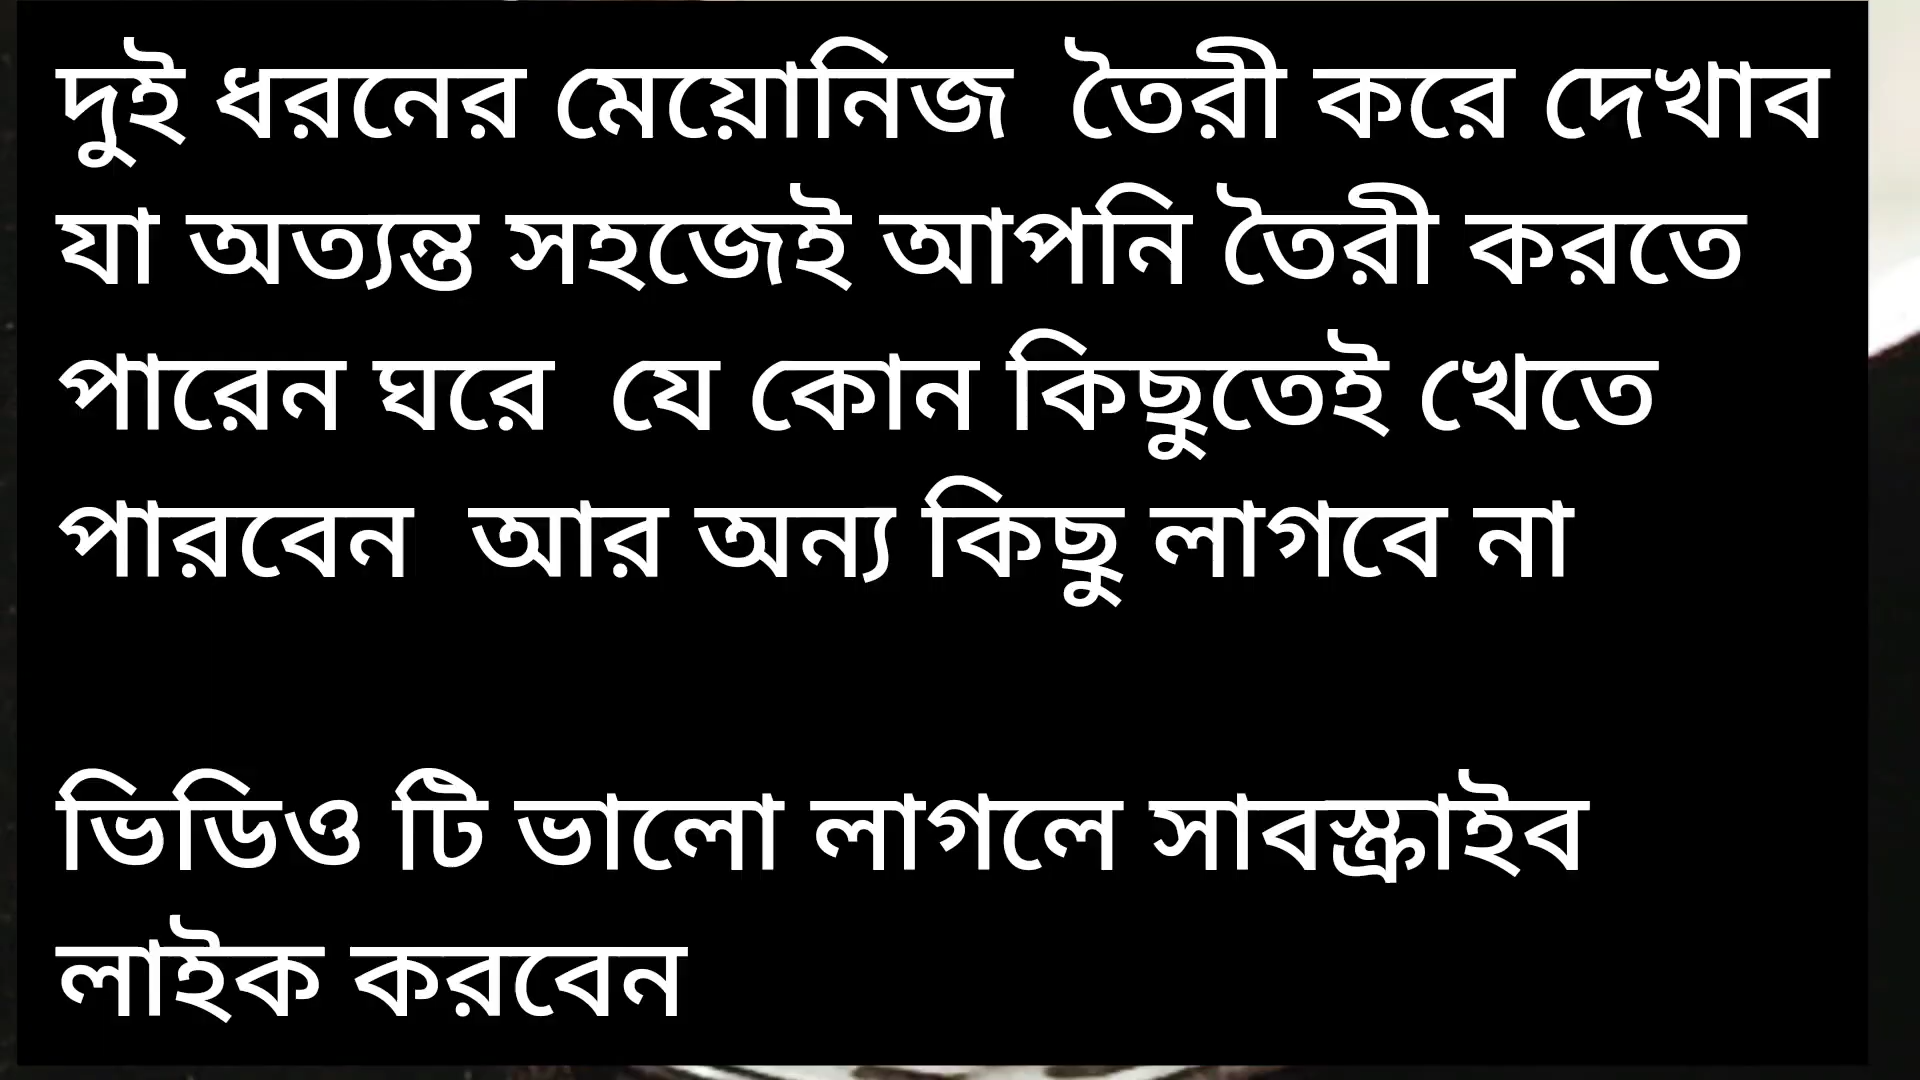 দুই ধরনের মেয়োনিজ তৈরী করে দেখাব
যা অত্যন্ত সহজেই আপনি তৈরী করতে
পারেন ঘরে যে কোন কিছুতেই খেতে
পারবেন আর অন্য কিছু লাগবে না
ভিডিও টি ভালো লাগলে সাবস্ক্রাইব
লাইক করবেন